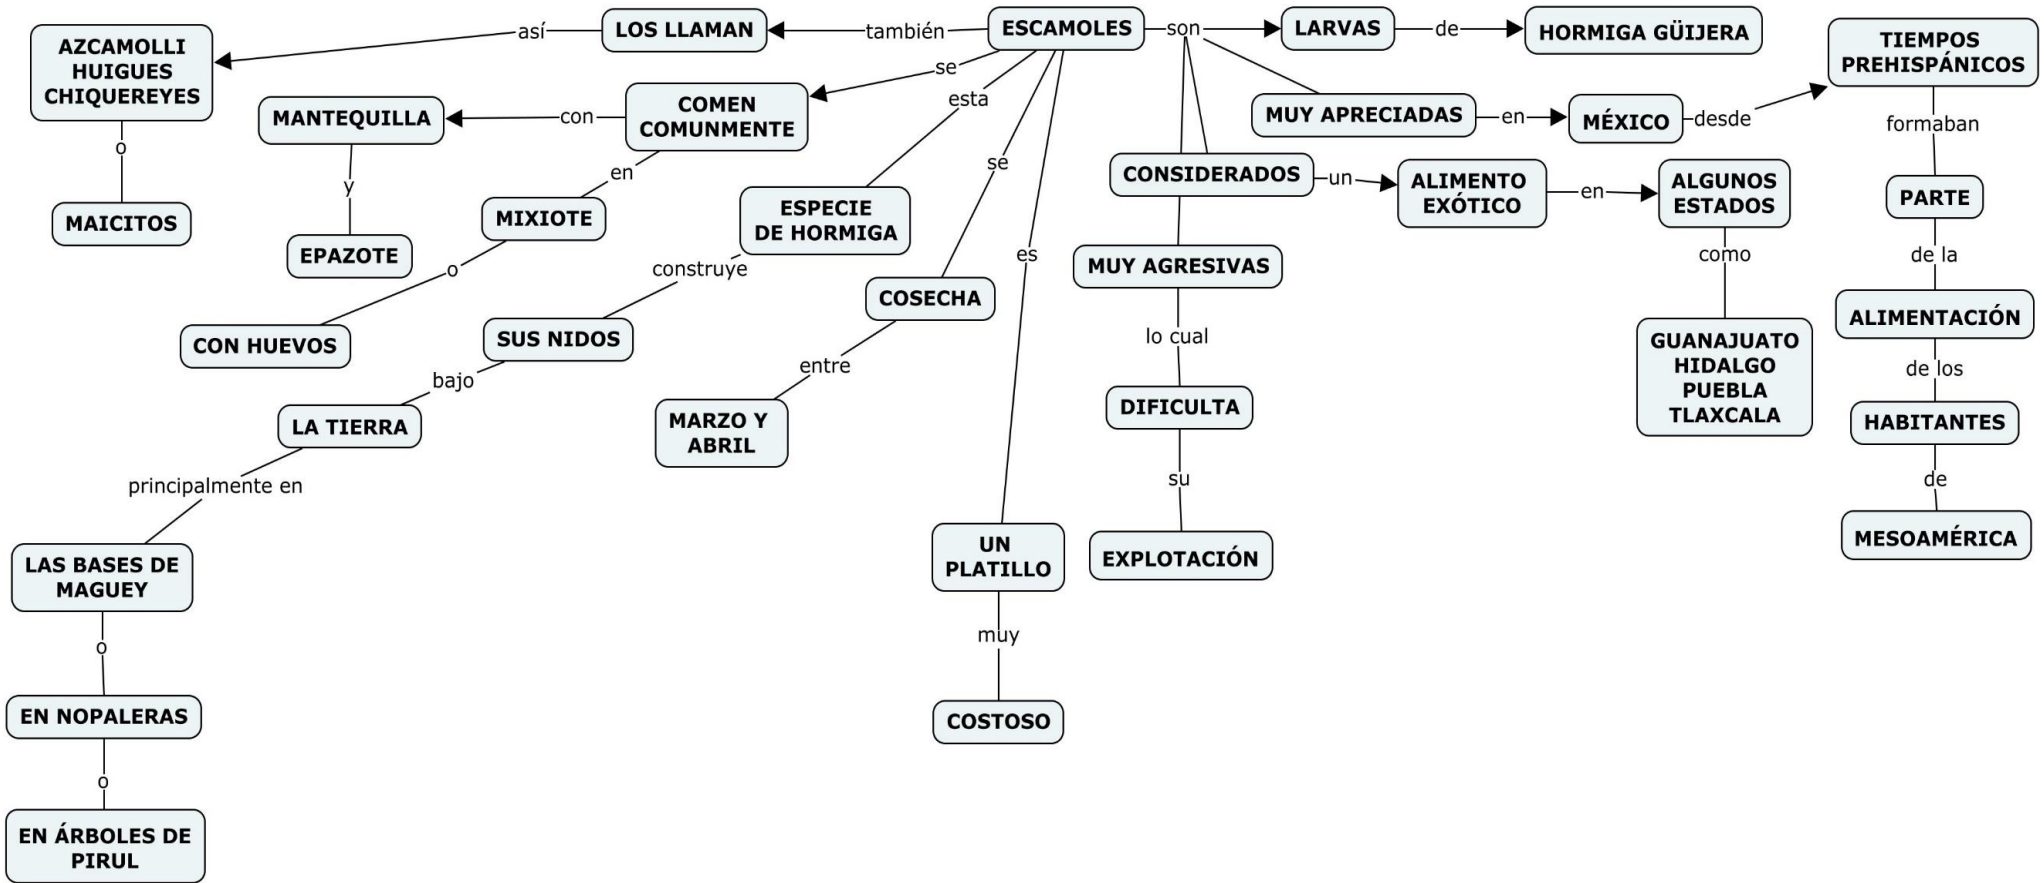 ESCAMOLES
son
LARVAS
de
HORMIGA GÜIJERA
también
LOS LLAMAN
así
AZCAMOLLI
HUIGUES
CHIQUEREYES
o
MAICITOS
se
COMEN
COMUNMENTE
con
MANTEQUILLA
y
EPAZOTE
en
MIXIOTE
o
CON HUEVOS
esta
ESPECIE
DE HORMIGA
construye
SUS NIDOS
bajo
LA TIERRA
principalmente en
LAS BASES DE
MAGUEY
o
EN NOPALERAS
o
EN ÁRBOLES DE
PIRUL
se
COSECHA
entre
MARZO Y
ABRIL
es
UN
PLATILLO
muy
COSTOSO
MUY AGRESIVAS
lo cual
DIFICULTA
su
EXPLOTACIÓN
CONSIDERADOS
un
ALIMENTO
EXÓTICO
en
ALGUNOS
ESTADOS
como
GUANAJUATO
HIDALGO
PUEBLA
TLAXCALA
MUY APRECIADAS
en
MÉXICO
desde
TIEMPOS
PREHISPÁNICOS
formaban
PARTE
de la
ALIMENTACIÓN
de los
HABITANTES
de
MESOAMÉRICA